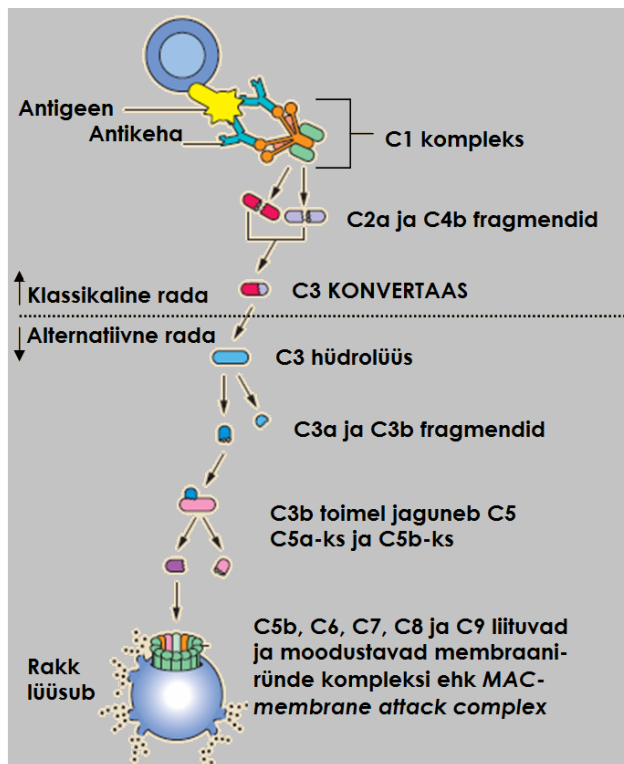 Antigeen
Antikeha
C1 kompleks
C2a ja C4b fragmendid
Klassikaline rada
C3 KONVERTAAS
Alternatiivne rada
C3 hüdrolüüs
C3a ja C3b fragmendid
C3b toimel jaguneb C5
C5a-ks ja C5b-ks
Rakk
lüüsub
C5b, C6, C7, C8 ja C9 liituvad
ja moodustavad membraani-
ründe kompleksi ehk MAC-
membrane attack complex